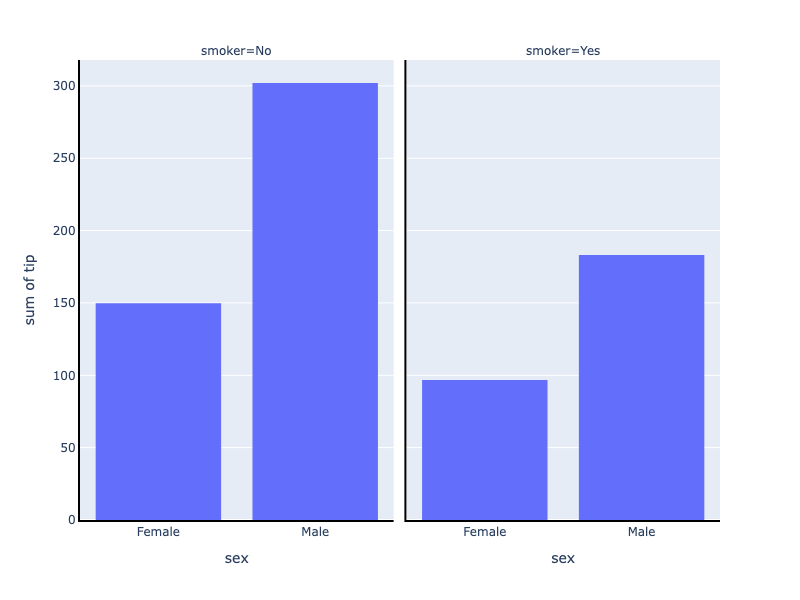 smoker=No
smoker=Yes
300
250
200
150
100
50
0
sum of tip
Female
Male
Female
Male
sex
sex